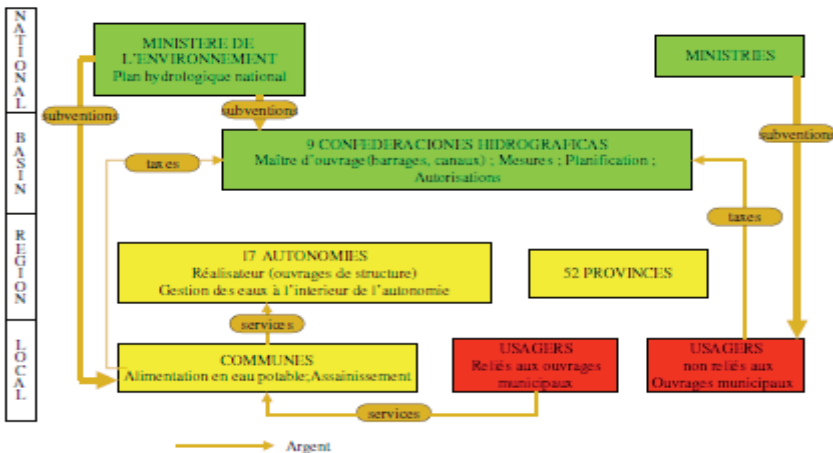 NATIONAL
MINISTERE DE
L'ENVIRONNEMENT
Plan hydrologique national
MINISTRIES
subventions
subventions
subventions
BASIN
9 CONFEDERACIONES HIDROGRAFICAS
Maître d'ouvrage(barrages, canaux) ; Mesures ; Planification ;
Autorisations
taxes
taxes
REGION
17 AUTONOMIES
Réalisateur (ouvrages de structure)
Gestion des eaux à l'interieur de l'autonomie
52 PROVINCES
services
LOCAL
COMMUNES
Alimentation en eau potable;Assainissement
USAGERS
Reliés aux ouvrages
municipaux
USAGERS
non reliés aux
Ouvrages municipaux
services
Argent